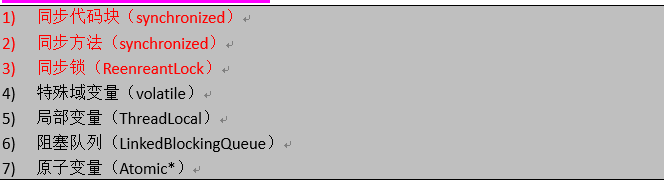 1) 同步代码块（synchronized）
2) 同步方法（synchronized）
3) 同步锁（ReenreantLock）
4) 特殊域变量（volatile）
5) 局部变量（ThreadLocal）
6) 阻塞队列（LinkedBlockingQueue）
7) 原子变量（Atomic*）